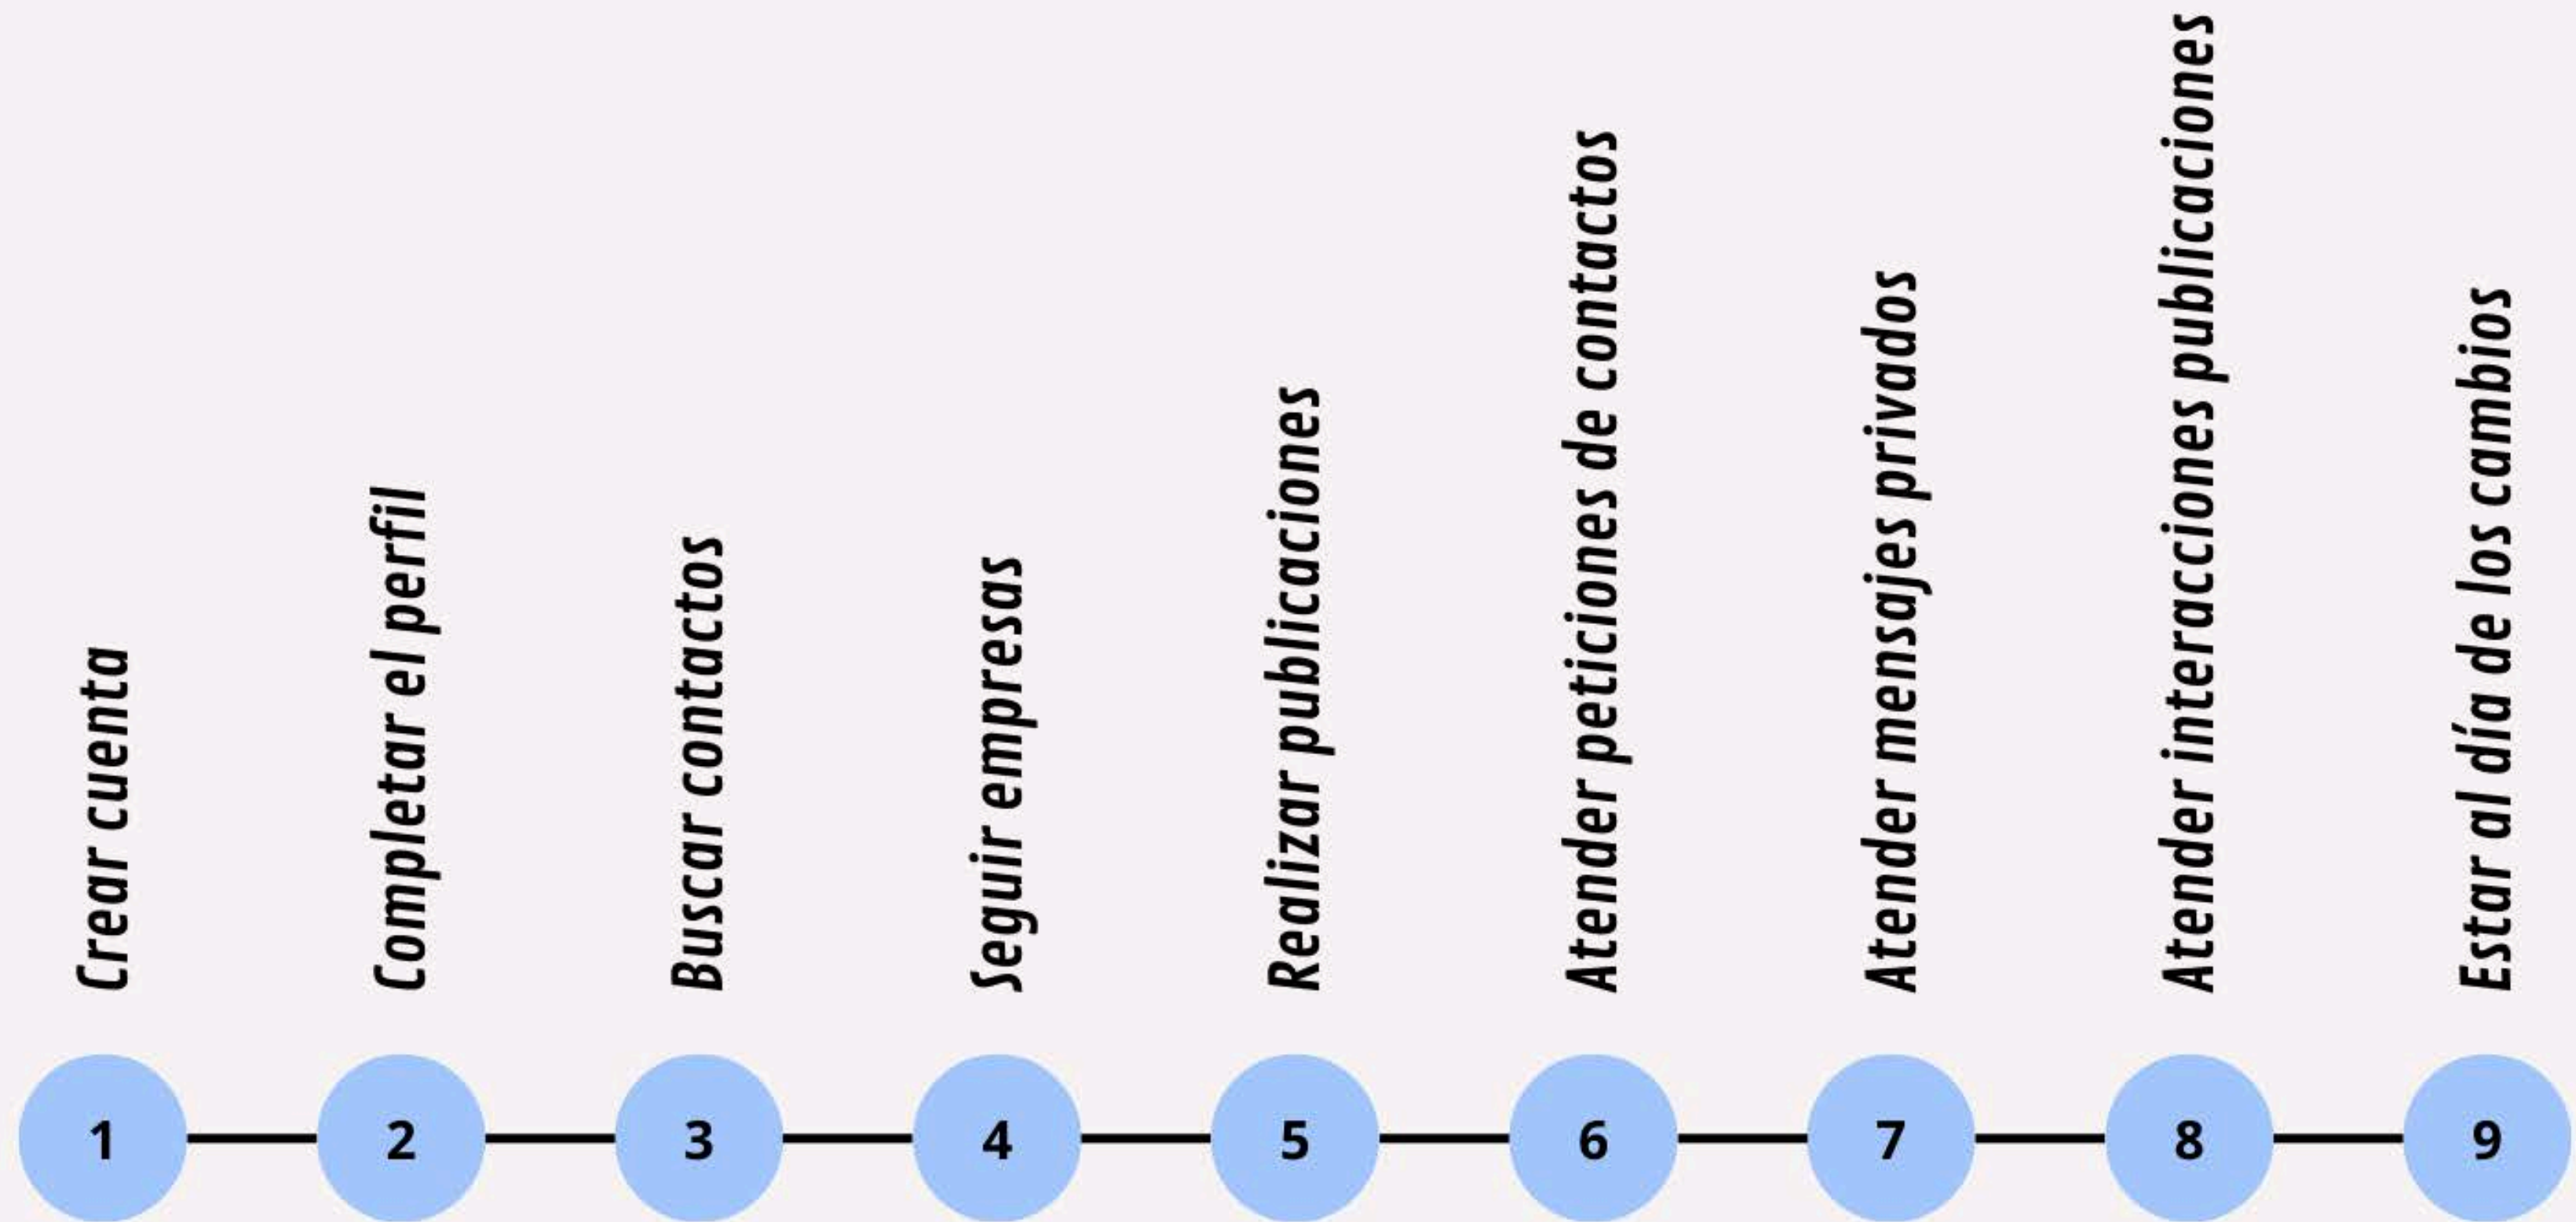 Crear cuenta
Completar el perfil
Buscar contactos
Seguir empresas
Realizar publicaciones
Atender peticiones de contactos
Atender mensajes privados
Atender interacciones publicaciones
Estar al día de los cambios
1
2
3
4
5
6
7
8
9